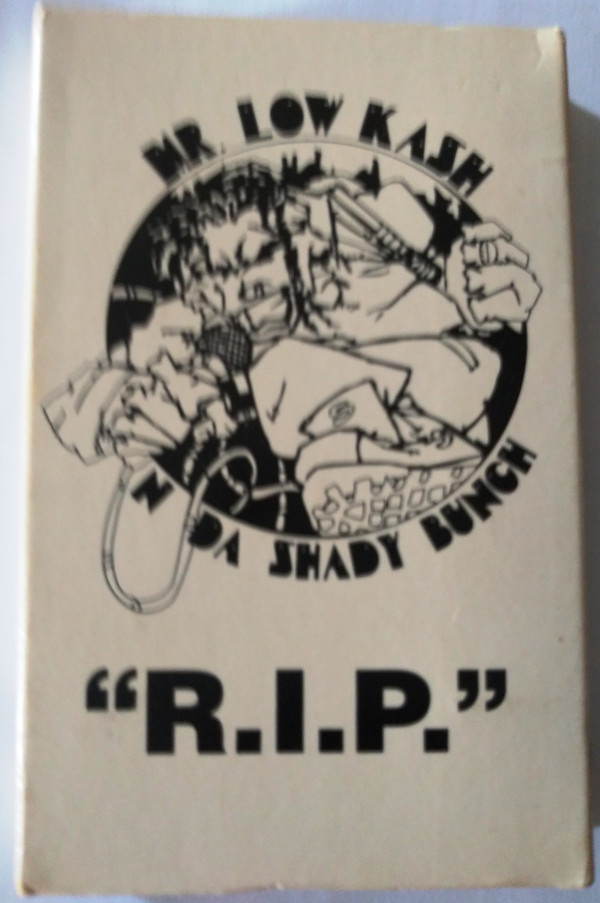 MR. LOW KASH
N DA SHADY BUNCH
“R.I.P.”